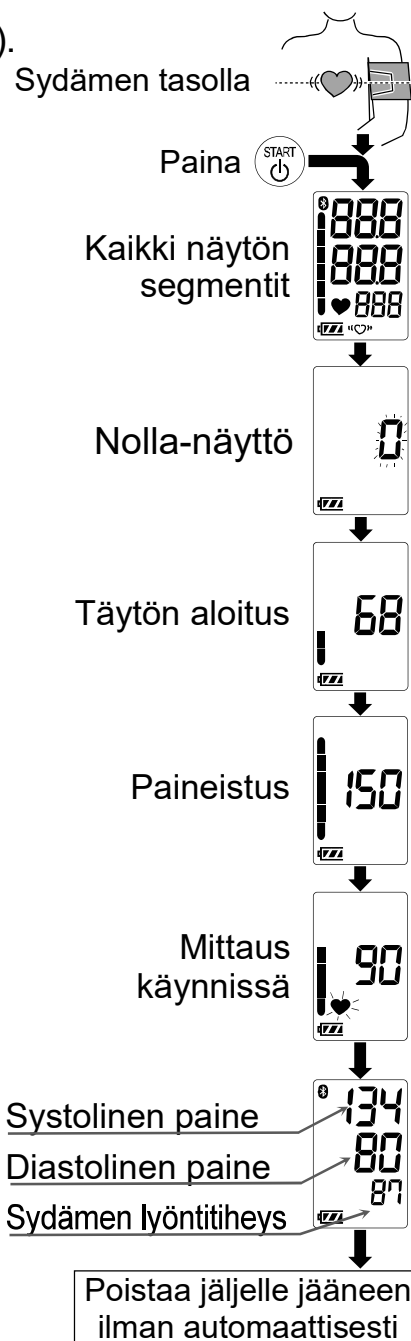 ).
Sydämen tasolla
Paina
START
Kaikki näytön
segmentit
888
888
888
Nolla-näyttö
0
Täytön aloitus
68
Paineistus
150
Mittaus
käynnissä
90
Systolinen paine
134
Diastolinen paine
80
Sydämen lyöntitiheys
87
Poistaa jäljelle jääneen
ilman automaattisesti